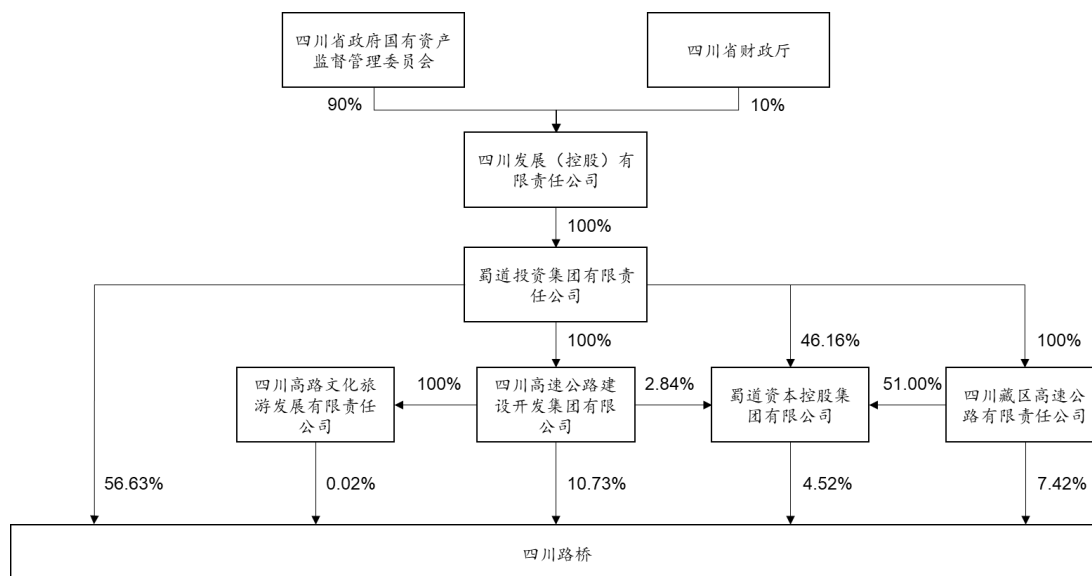 四川省政府国有资产
监督管理委员会
四川省财政厅
90%
10%
四川发展（控股）有
限责任公司
100%
蜀道投资集团有限责
任公司
100%
46.16%
100%
四川高路文化旅
游发展有限责任
公司
100%
四川高速公路建
设开发集团有限
公司
2.84%
蜀道资本控股集
团有限公司
51.00%
四川藏区高速公
路有限责任公司
56.63%
0.02%
10.73%
4.52%
7.42%
四川路桥